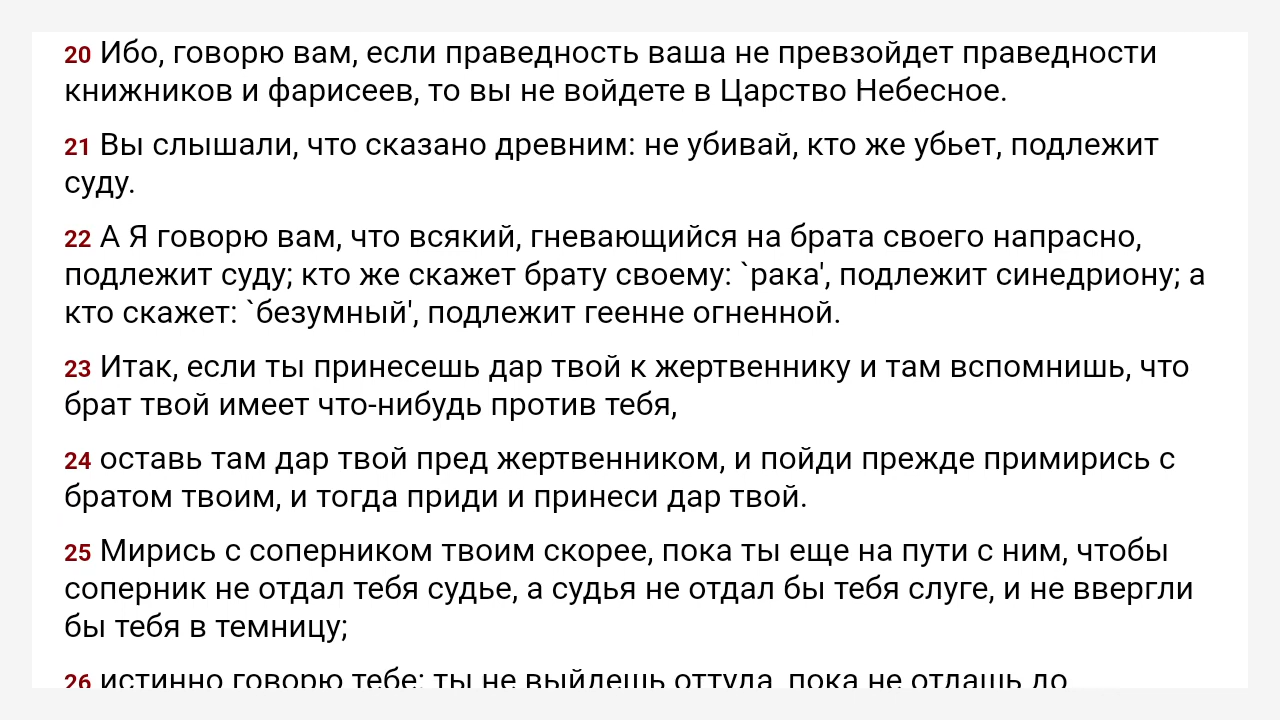 20 Ибо, говорю вам, если праведность ваша не превзойдет праведности
книжников и фарисеев, то вы не войдете в Царство Небесное.
21 Вы слышали, что сказано древним: не убивай, кто же убьет, подлежит
суду.
22 А Я говорю вам, что всякий, гневающийся на брата своего напрасно,
подлежит суду; кто же скажет брату своему: `рака', подлежит синедриону; а
кто скажет: `безумный', подлежит геенне огненной.
23 Итак, если ты принесешь дар твой к жертвеннику и там вспомнишь, что
брат твой имеет что-нибудь против тебя,
24 оставь там дар твой пред жертвенником, и пойди прежде примирись с
братом твоим, и тогда приди и принеси дар твой.
25 Мирись с соперником твоим скорее, пока ты еще на пути с ним, чтобы
соперник не отдал тебя судье, а судья не отдал бы тебя слуге, и не ввергли
бы тебя в темницу;
26 истинно говорю тебе: ты не выйдешь оттуда, пока не отдашь до